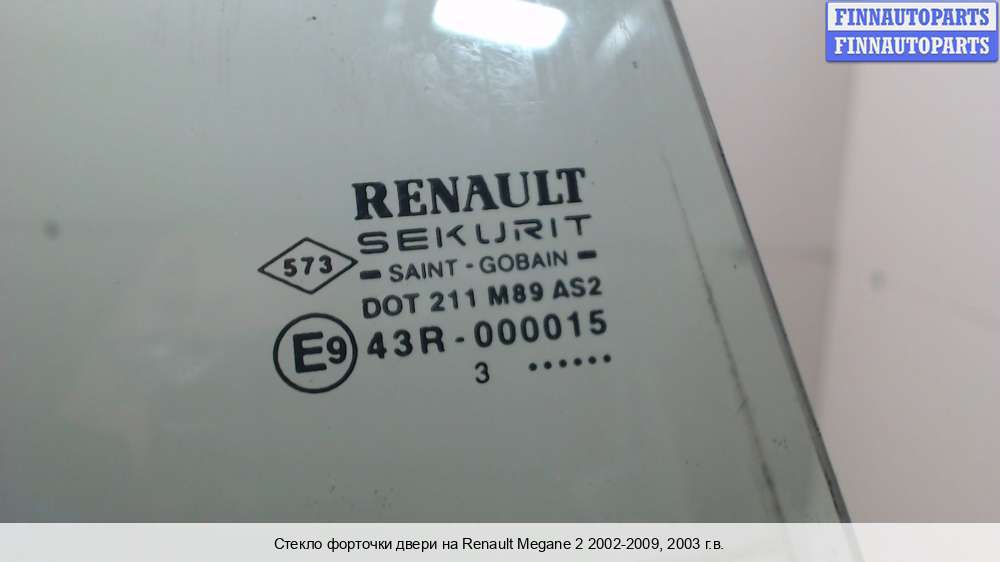 FINNAUTOPARTS
FINNAUTOPARTS
RENAULT
SEKURIT
573
- SAINT - GOBAIN -
DOT 211 M89 AS2
E9 43R - 000015
3 ......
Стекло форточки двери на Renault Megane 2 2002-2009, 2003 г.в.